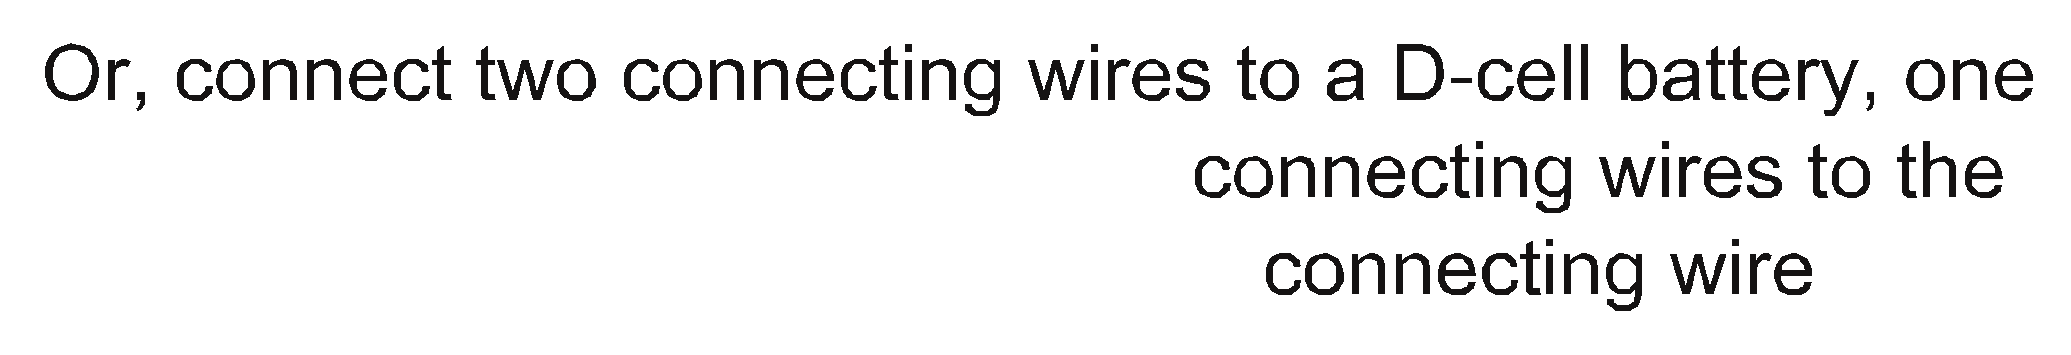 Or, connect two connecting wires to a D-cell battery, one
connecting wires to the
connecting wire